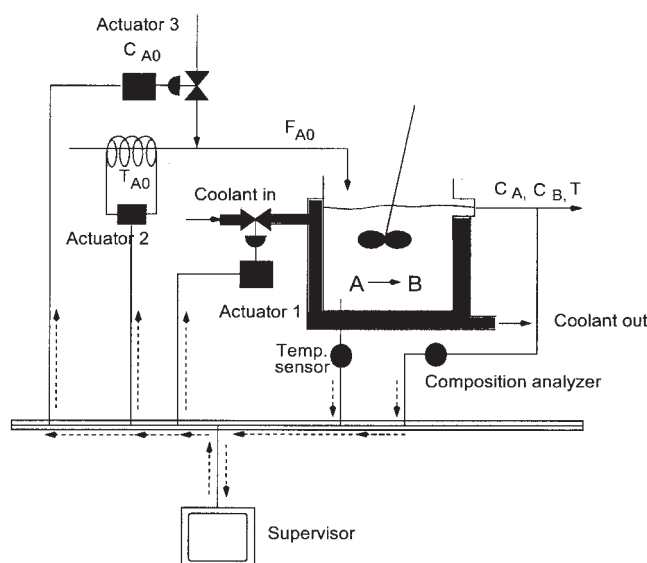 Actuator 3
C A0
F A0
T A0
Coolant in
C A, C B, T
Actuator 2
A B
Actuator 1
Coolant out
Temp.
sensor
Composition analyzer
Supervisor